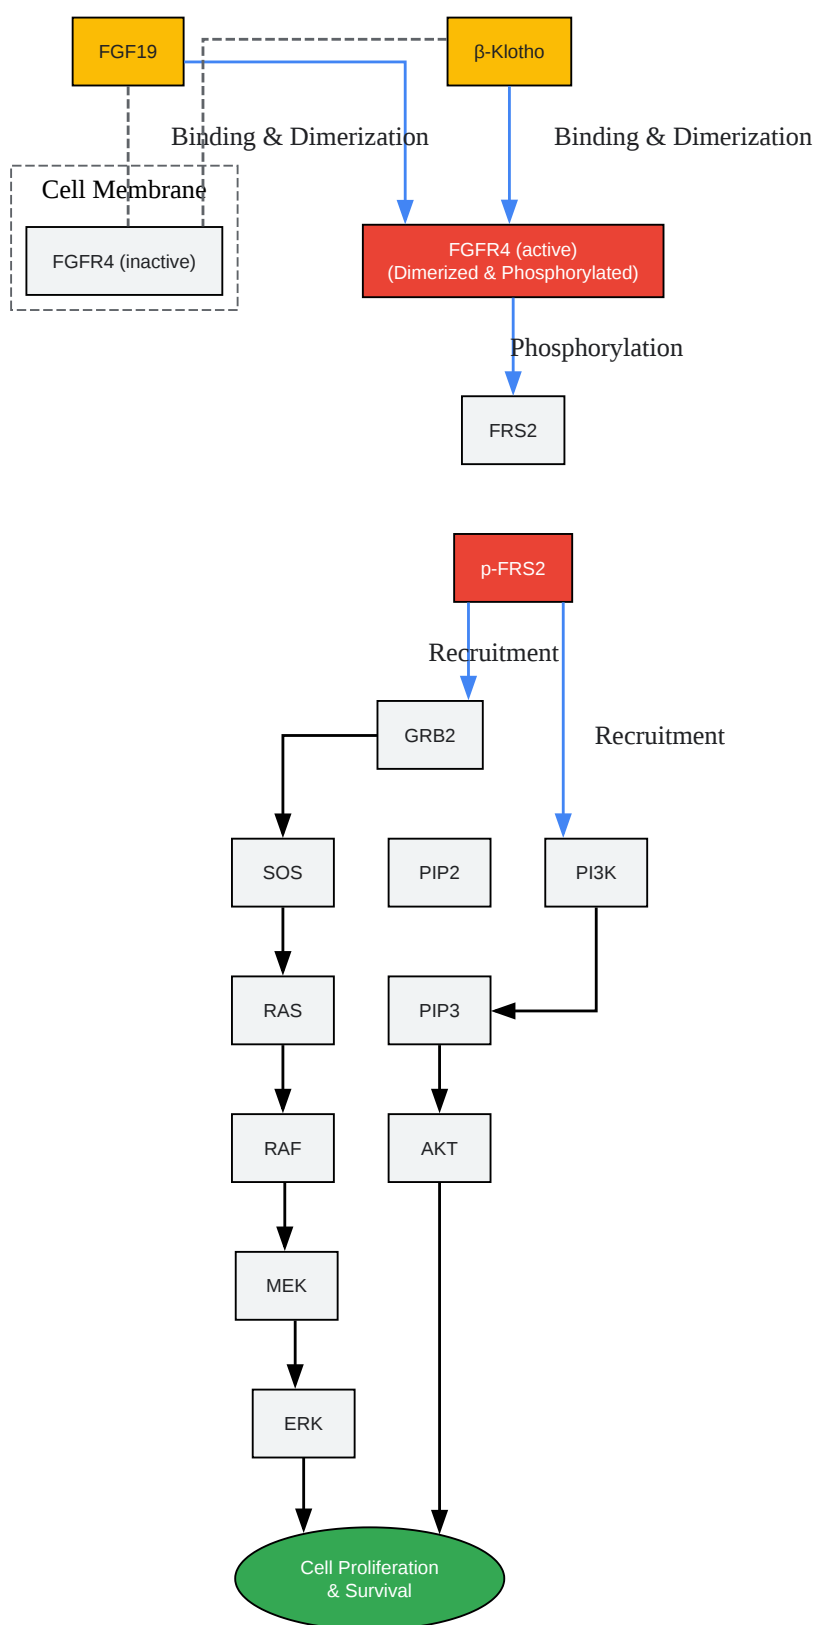 FGF19
β-Klotho
Binding & Dimerization
Binding & Dimerization
Cell Membrane
FGFR4 (inactive)
FGFR4 (active)
(Dimerized & Phosphorylated)
Phosphorylation
FRS2
p-FRS2
Recruitment
GRB2
Recruitment
SOS
PIP2
PI3K
RAS
PIP3
RAF
AKT
MEK
ERK
Cell Proliferation
& Survival